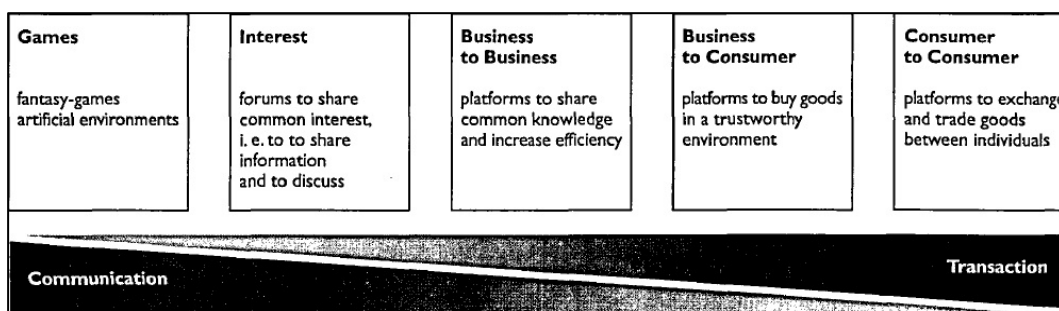 Games
fantasy-games
artificial environments
Interest
forums to share
common interest,
i. e. to to share
information
and to discuss
Business
to Business
platforms to share
common knowledge
and increase efficiency
Business
to Consumer
platforms to buy goods
in a trustworthy
environment
Consumer
to Consumer
platforms to exchange
and trade goods
between individuals
Communication
Transaction